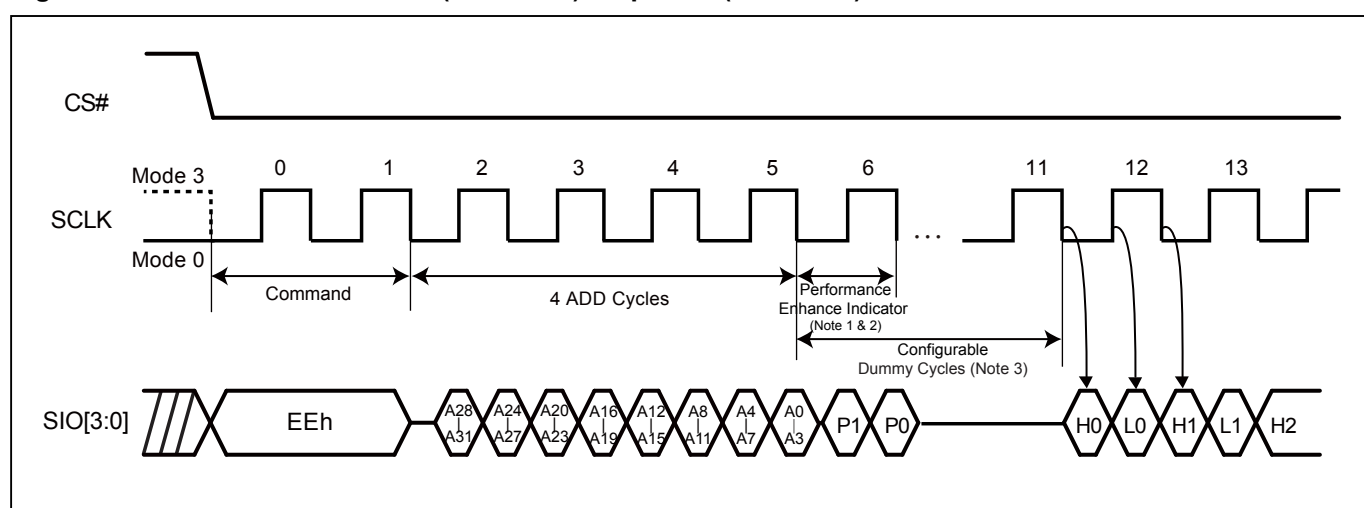 CS#
0 1 2 3 4 5 6 11 12 13
Mode 3
SCLK
...
Mode 0
Command
4 ADD Cycles
Performance
Enhance Indicator
(Note 1 & 2)
Configurable
Dummy Cycles (Note 3)
SIO[3:0]
EEh
A28
A31
A24
A27
A20
A23
A16
A19
A12
A15
A8
A11
A4
A7
A0
A3
P1 P0 H0 L0 H1 L1 H2